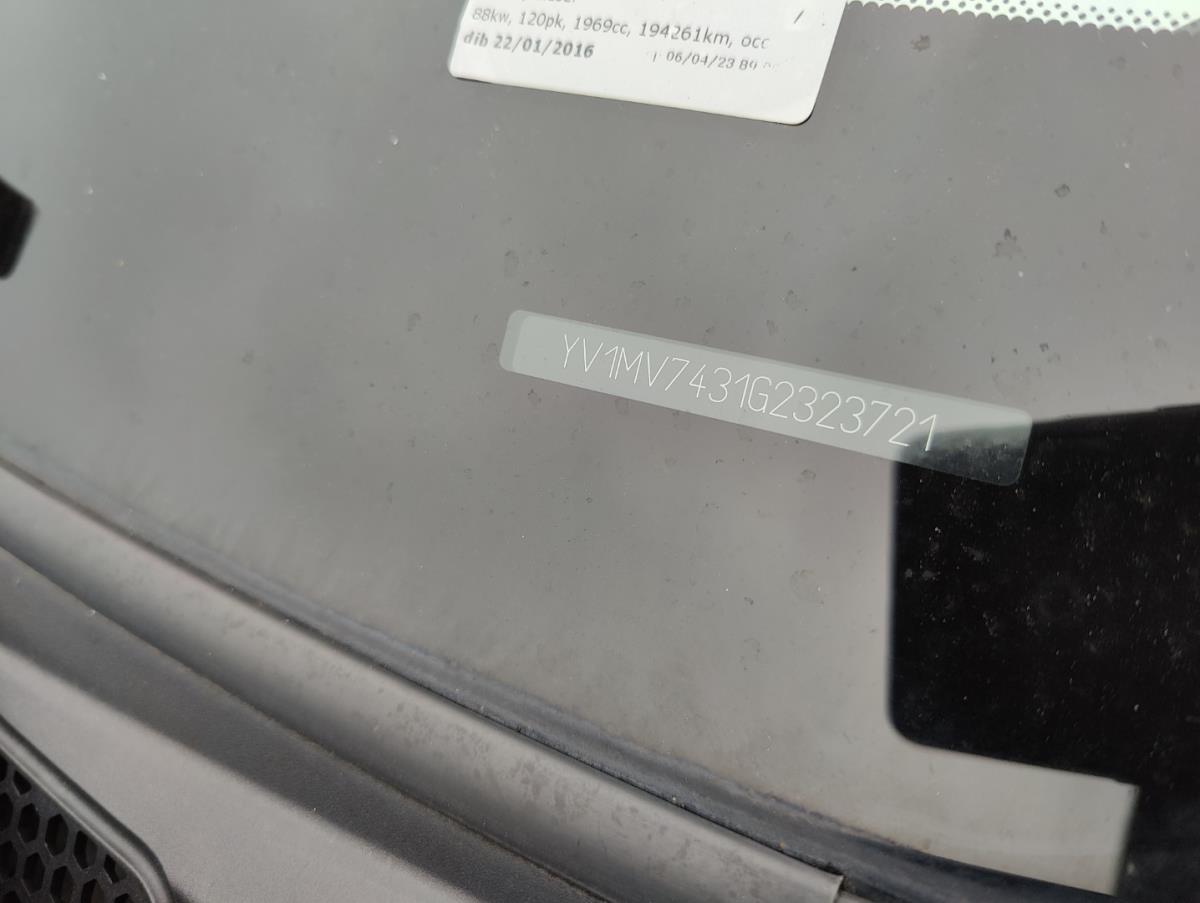 88kw, 120pk, 1969cc, 194261km, occ
dib 22/01/2016 06/04/23
YV1MV7431G2323721